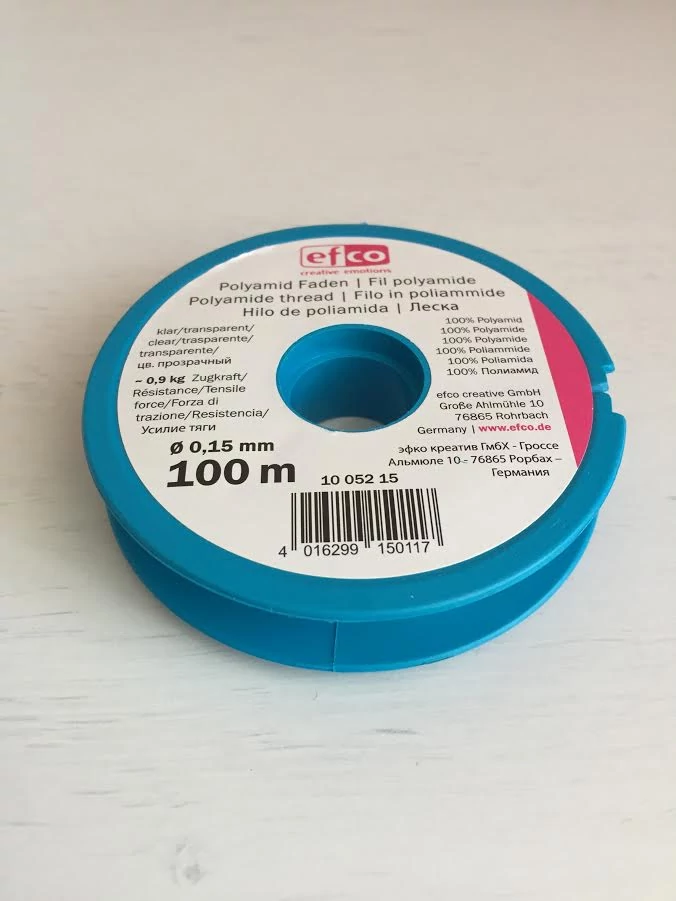 efco
creative emotions
Polyamid Faden | Fil polyamide
Polyamide thread | Filo in poliammide
Hilo de poliamida | Леска
klar/transparent/
clear/trasparente/
transparente/
цв. прозрачный
~ 0,9 kg Zugkraft/
Résistance/Tensile
force/Forza di
trazione/Resistencia/
Усилие тяги
Ø 0,15 mm
100 m
100% Polyamid
100% Polyamide
100% Polyamide
100% Poliammide
100% Poliamida
100% Полиамид
efco creative GmbH
Große Ahlmühle 10
76865 Rohrbach
Germany | www.efco.de
эфко креатив ГмбХ - Гроссе
Альмюле 10 - 76865 Рорбах –
Германия
10 052 15
4 016299 150117